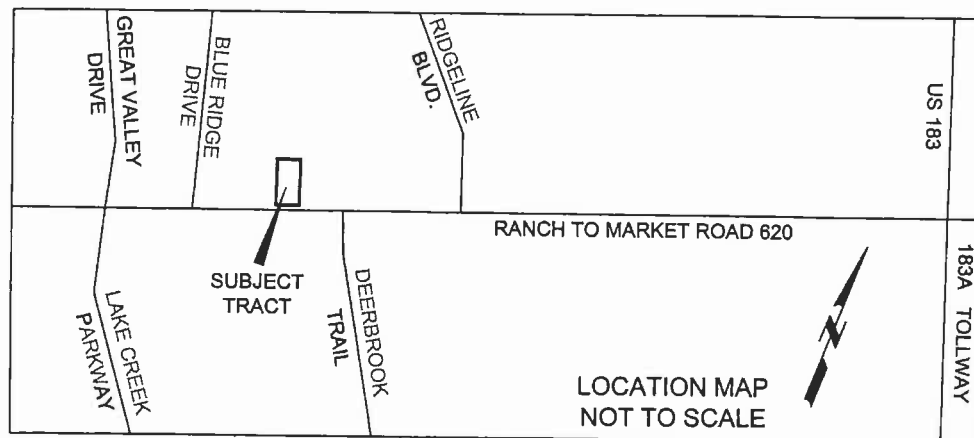 GREAT VALLEY
DRIVE
BLUE RIDGE
DRIVE
RIDGELINE
BLVD.
US 183
RANCH TO MARKET ROAD 620
SUBJECT
TRACT
LAKE CREEK
PARKWAY
DEERBROOK
TRAIL
183A TOLLWAY
N
LOCATION MAP
NOT TO SCALE